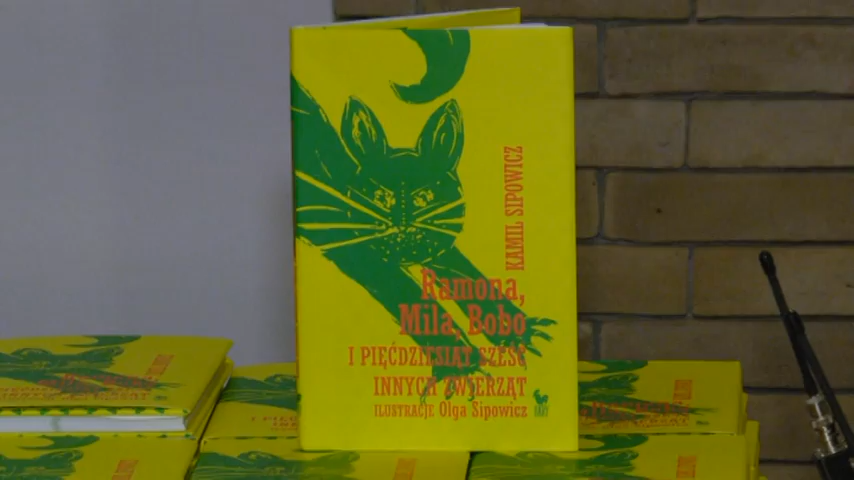 KAMIL SIPOWICZ
Ramona,
Mila, Bobo
I PIĘĆDZIESIĄT SZEŚĆ
INNYCH ZWIERZĄT
ILUSTRACJE Olga Sipowicz